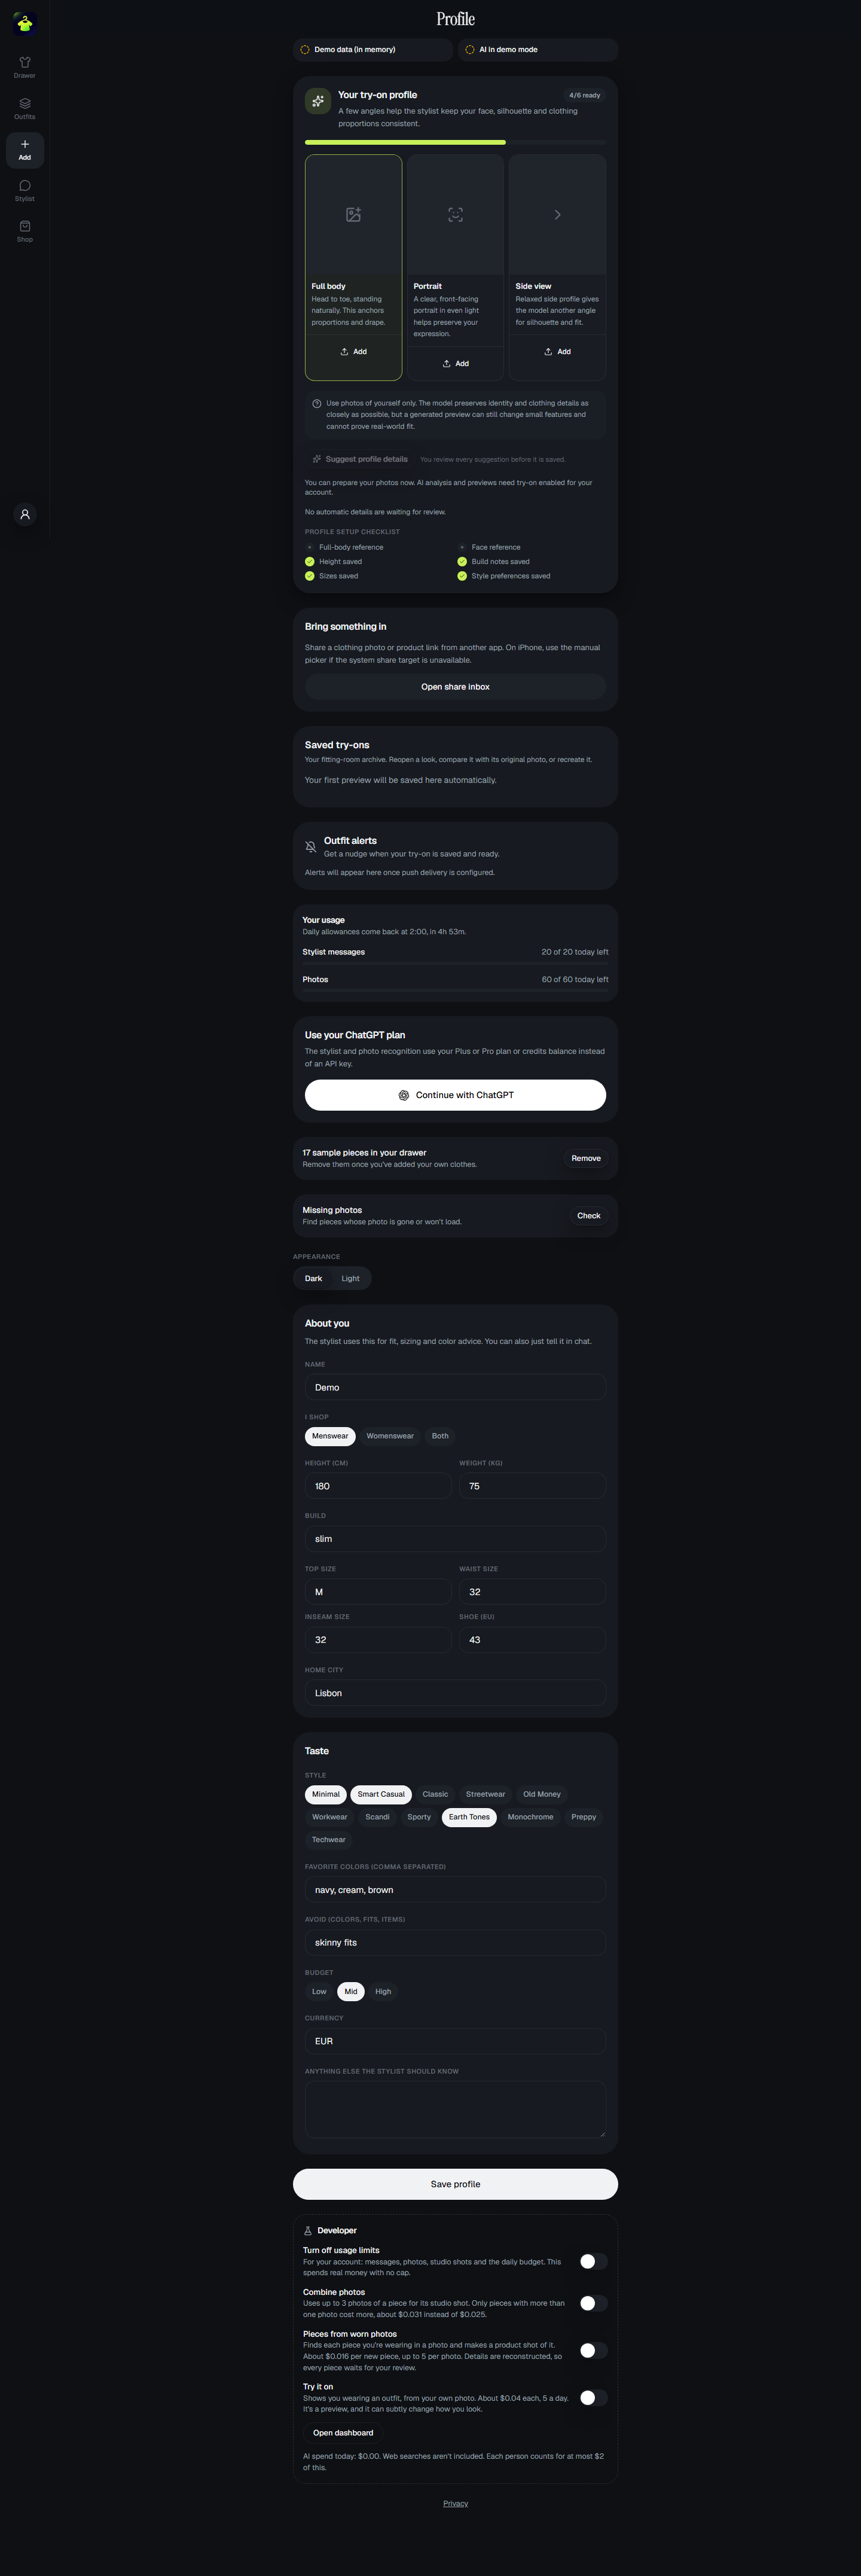 Profile
Drawer
Outfits
Add
Stylist
Shop
Demo data (in memory)
AI in demo mode
Your try-on profile
4/6 ready
A few angles help the stylist keep your face, silhouette and clothing
proportions consistent.
Full body
Head to toe, standing
naturally. This anchors
proportions and drape.
Add
Portrait
A clear, front-facing
portrait in even light
helps preserve your
expression.
Add
Side view
Relaxed side profile gives
the model another angle
for silhouette and fit.
Add
Use photos of yourself only. The model preserves identity and clothing details as
closely as possible, but a generated preview can still change small features and
cannot prove real-world fit.
Suggest profile details
You review every suggestion before it is saved.
You can prepare your photos now. AI analysis and previews need try-on enabled for your
account.
No automatic details are waiting for review.
PROFILE SETUP CHECKLIST
Full-body reference
Face reference
Height saved
Build notes saved
Sizes saved
Style preferences saved
Bring something in
Share a clothing photo or product link from another app. On iPhone, use the manual
picker if the system share target is unavailable.
Open share inbox
Saved try-ons
Your fitting-room archive. Reopen a look, compare it with its original photo, or recreate it.
Your first preview will be saved here automatically.
Outfit alerts
Get a nudge when your try-on is saved and ready.
Alerts will appear here once push delivery is configured.
Your usage
Daily allowances come back at 2:00, in 4h 53m.
Stylist messages
20 of 20 today left
Photos
60 of 60 today left
Use your ChatGPT plan
The stylist and photo recognition use your Plus or Pro plan or credits balance instead
of an API key.
Continue with ChatGPT
17 sample pieces in your drawer
Remove them once you've added your own clothes.
Remove
Missing photos
Find pieces whose photo is gone or won't load.
Check
APPEARANCE
Dark
Light
About you
The stylist uses this for fit, sizing and color advice. You can also just tell it in chat.
NAME
Demo
I SHOP
Menswear
Womenswear
Both
HEIGHT (CM)
WEIGHT (KG)
180
75
BUILD
slim
TOP SIZE
WAIST SIZE
M
32
INSEAM SIZE
SHOE (EU)
32
43
HOME CITY
Lisbon
Taste
STYLE
Minimal
Smart Casual
Classic
Streetwear
Old Money
Workwear
Scandi
Sporty
Earth Tones
Monochrome
Preppy
Techwear
FAVORITE COLORS (COMMA SEPARATED)
navy, cream, brown
AVOID (COLORS, FITS, ITEMS)
skinny fits
BUDGET
Low
Mid
High
CURRENCY
EUR
ANYTHING ELSE THE STYLIST SHOULD KNOW
Save profile
Developer
Turn off usage limits
For your account: messages, photos, studio shots and the daily budget. This
spends real money with no cap.
Combine photos
Uses up to 3 photos of a piece for its studio shot. Only pieces with more than
one photo cost more, about $0.031 instead of $0.025.
Pieces from worn photos
Finds each piece you're wearing in a photo and makes a product shot of it.
About $0.016 per new piece, up to 5 per photo. Details are reconstructed, so
every piece waits for your review.
Try it on
Shows you wearing an outfit, from your own photo. About $0.04 each, 5 a day.
It's a preview, and it can subtly change how you look.
Open dashboard
AI spend today: $0.00. Web searches aren't included. Each person counts for at most $2
of this.
Privacy